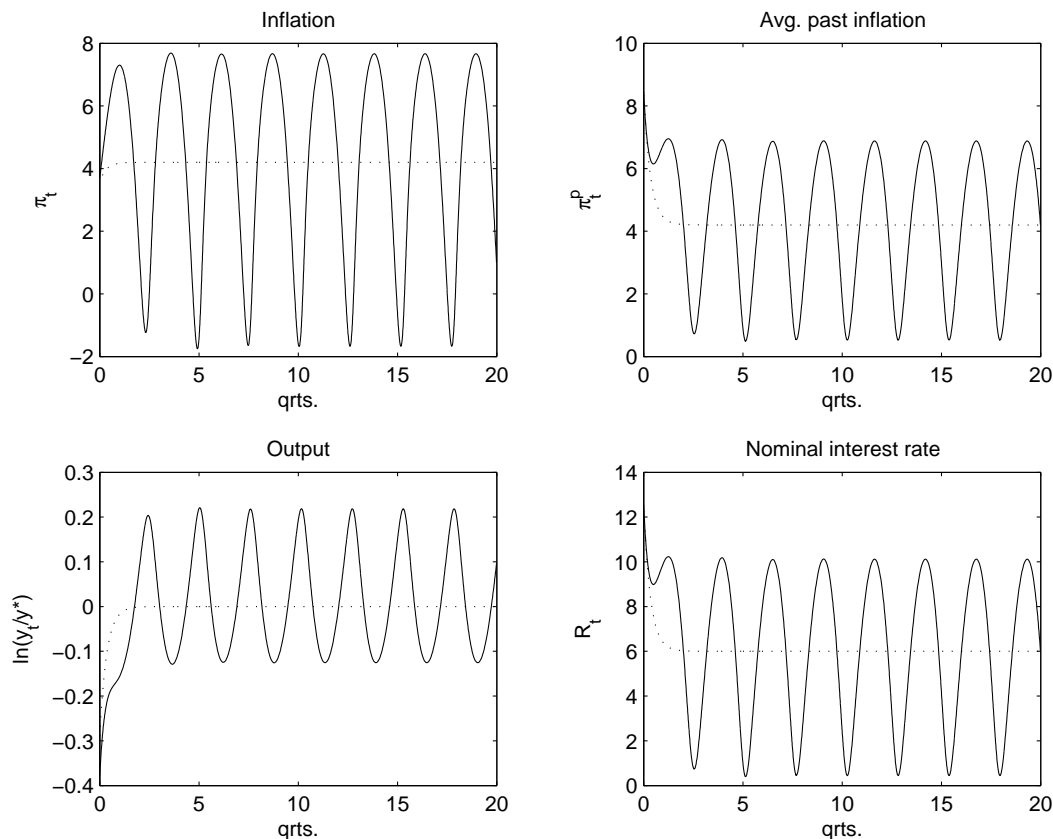 Inflation
8
6
4
2
0
−2
π_t
0 5 10 15 20
qrts.
Avg. past inflation
10
8
6
4
2
0
π_t^p
0 5 10 15 20
qrts.
Output
0.3
0.2
0.1
0
−0.1
−0.2
−0.3
−0.4
ln(y_t/y*)
0 5 10 15 20
qrts.
Nominal interest rate
14
12
10
8
6
4
2
0
R_t
0 5 10 15 20
qrts.